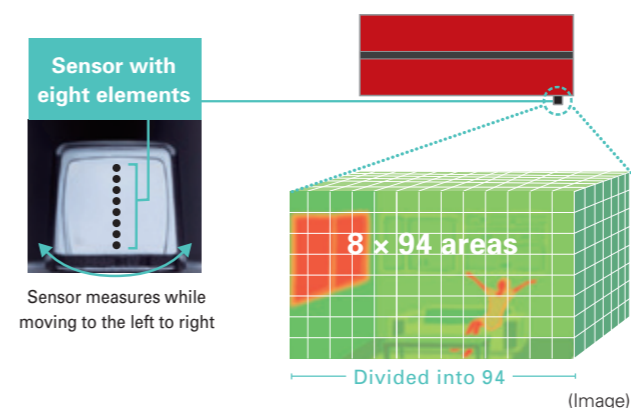 Sensor with
eight elements
8 × 94 areas
Sensor measures while
moving to the left to right
Divided into 94
(Image)